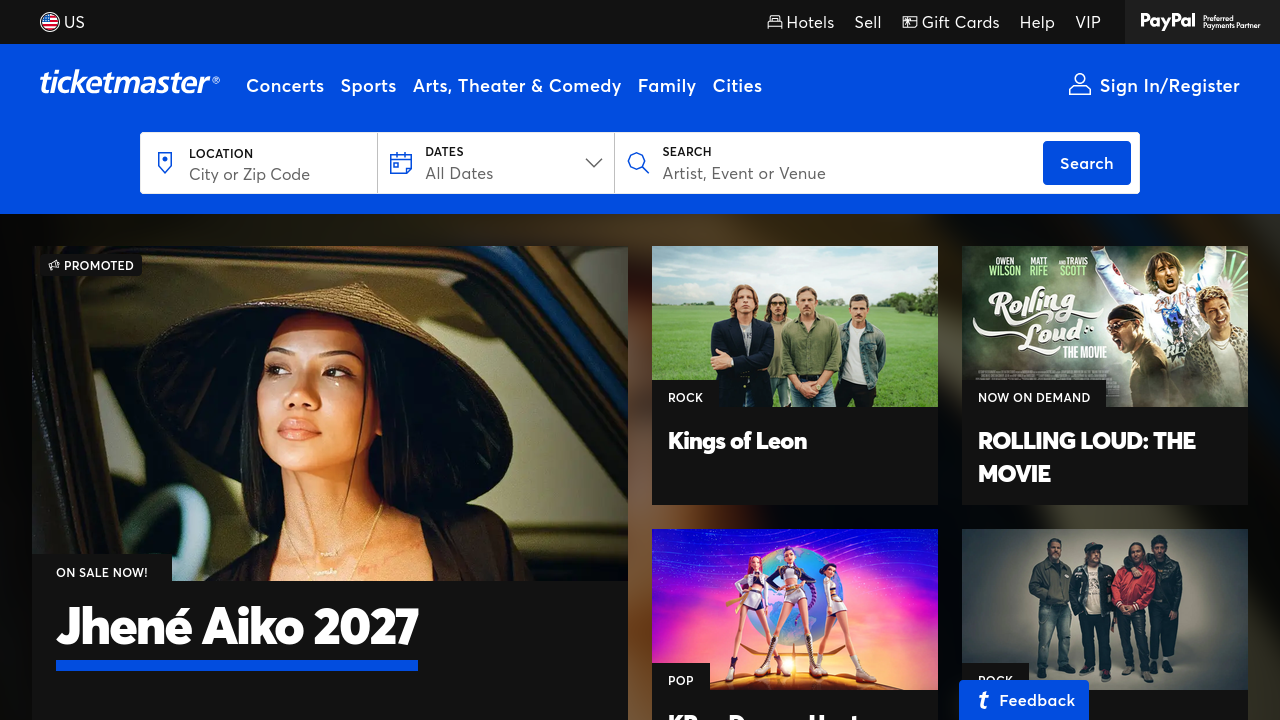 US
Hotels
Sell
Gift Cards
Help
VIP
PayPal Preferred Payments Partner
ticketmaster®
Concerts
Sports
Arts, Theater & Comedy
Family
Cities
Sign In/Register
LOCATION
City or Zip Code
DATES
All Dates
SEARCH
Artist, Event or Venue
Search
PROMOTED
ON SALE NOW!
Jhené Aiko 2027
ROCK
Kings of Leon
OWEN WILSON
MATT RIFE
AND TRAVIS SCOTT
Rolling
Loud
THE MOVIE
NOW ON DEMAND
ROLLING LOUD: THE
MOVIE
POP
ROCK
t Feedback